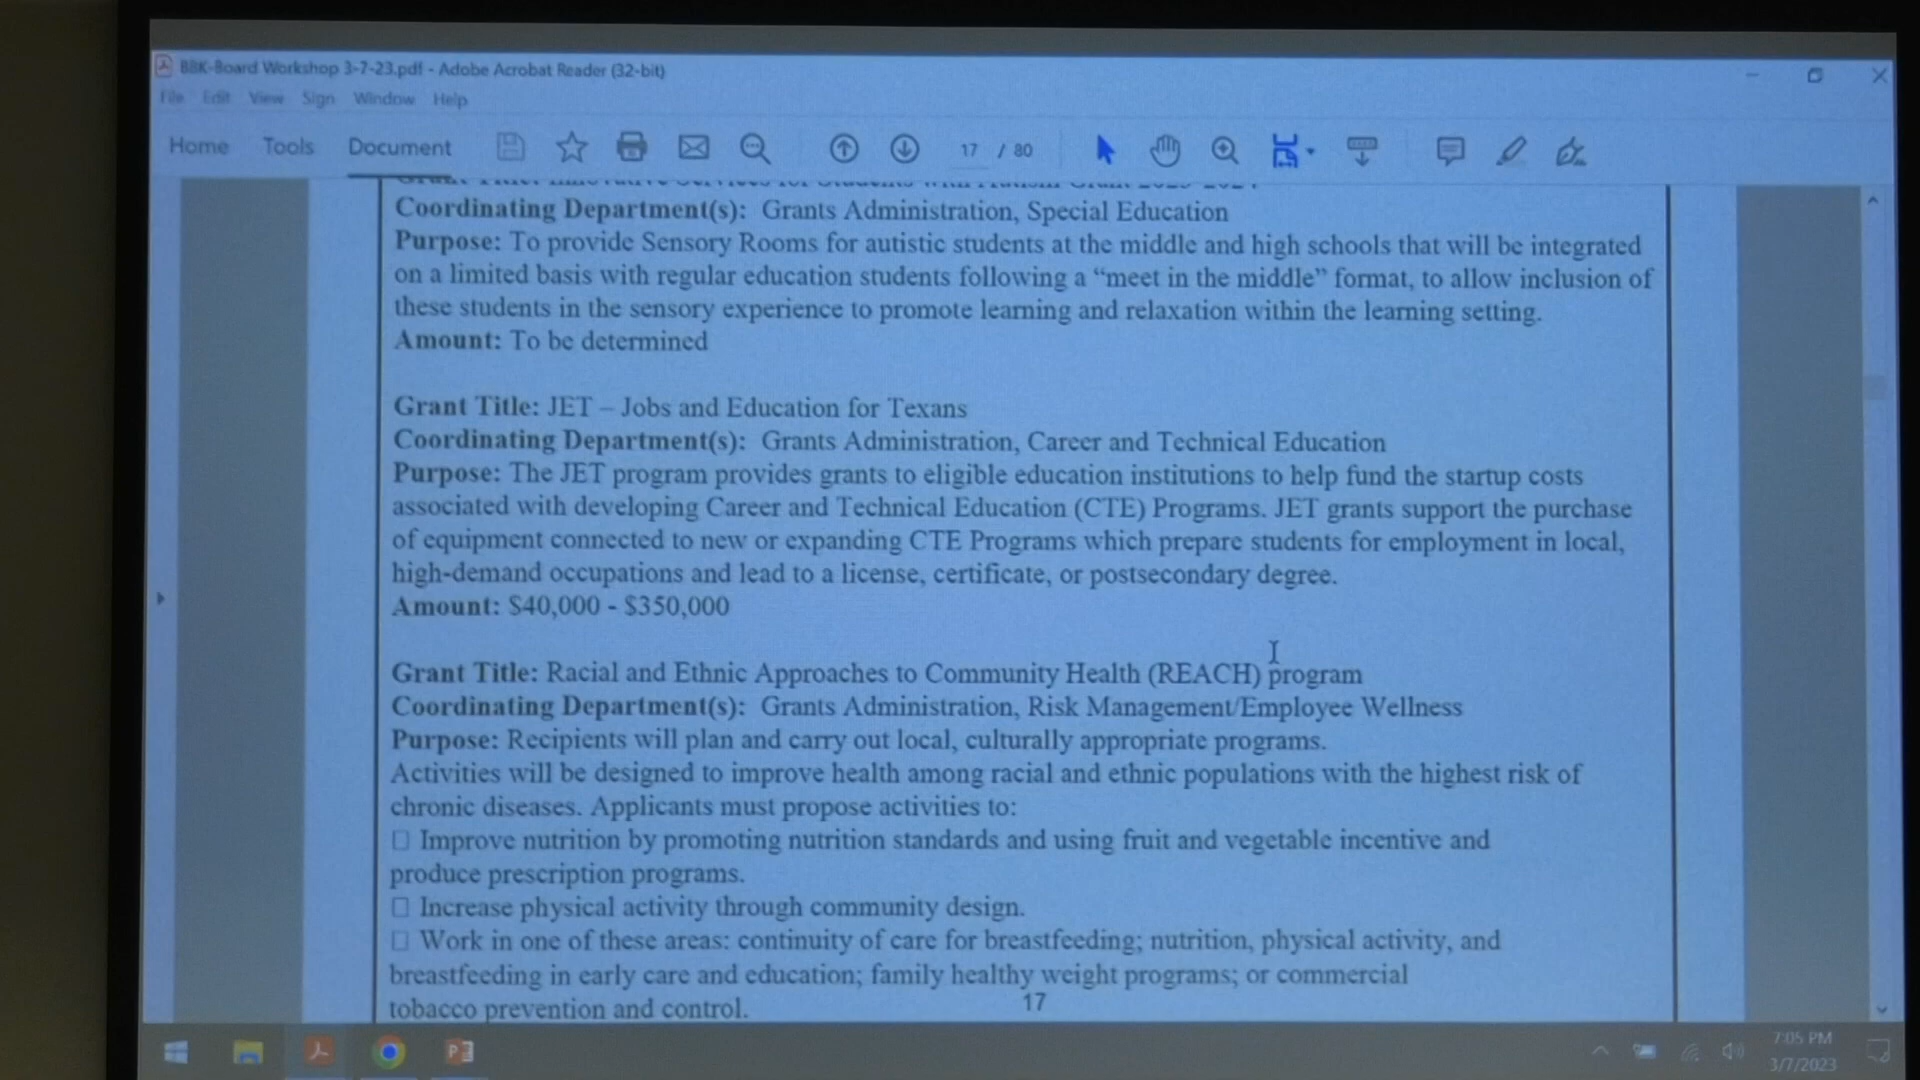 BBK-Board Workshop 3-7-23.pdf - Adobe Acrobat Reader (32-bit)
File Edit View Sign Window Help
Home Tools Document 17 / 80
Coordinating Department(s): Grants Administration, Special Education
Purpose: To provide Sensory Rooms for autistic students at the middle and high schools that will be integrated
on a limited basis with regular education students following a “meet in the middle” format, to allow inclusion of
these students in the sensory experience to promote learning and relaxation within the learning setting.
Amount: To be determined
Grant Title: JET – Jobs and Education for Texans
Coordinating Department(s): Grants Administration, Career and Technical Education
Purpose: The JET program provides grants to eligible education institutions to help fund the startup costs
associated with developing Career and Technical Education (CTE) Programs. JET grants support the purchase
of equipment connected to new or expanding CTE Programs which prepare students for employment in local,
high-demand occupations and lead to a license, certificate, or postsecondary degree.
Amount: $40,000 - $350,000
Grant Title: Racial and Ethnic Approaches to Community Health (REACH) program
Coordinating Department(s): Grants Administration, Risk Management/Employee Wellness
Purpose: Recipients will plan and carry out local, culturally appropriate programs.
Activities will be designed to improve health among racial and ethnic populations with the highest risk of
chronic diseases. Applicants must propose activities to:
Improve nutrition by promoting nutrition standards and using fruit and vegetable incentive and
produce prescription programs.
Increase physical activity through community design.
Work in one of these areas: continuity of care for breastfeeding; nutrition, physical activity, and
breastfeeding in early care and education; family healthy weight programs; or commercial
tobacco prevention and control.
17
7:05 PM
3/7/2023